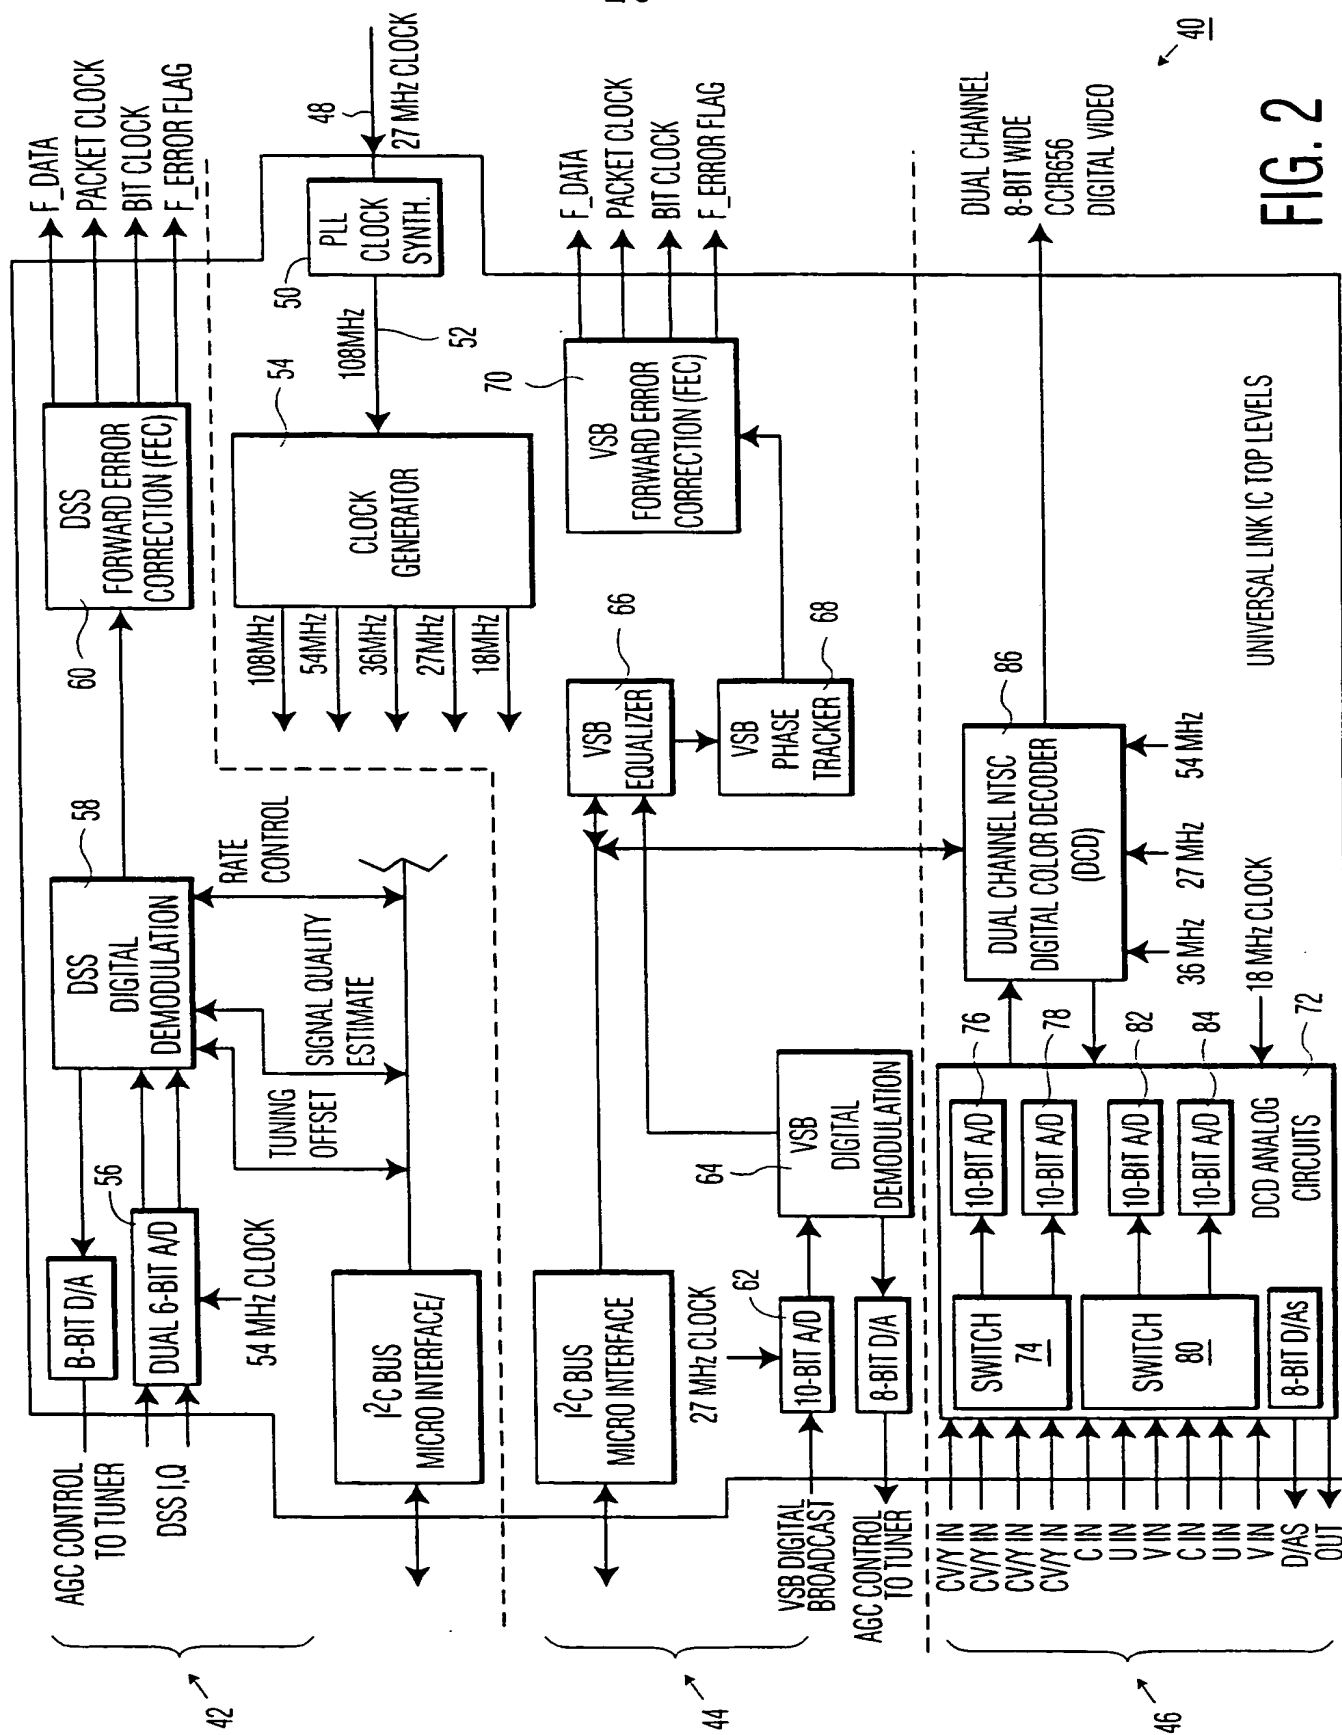 AGC CONTROL
TO TUNER
DSS I,Q
B-BIT D/A
DUAL 6-BIT A/D
56
54 MHz CLOCK
DSS
DIGITAL
DEMODULATION
58
TUNING
OFFSET
SIGNAL QUALITY
ESTIMATE
RATE
CONTROL
I²C BUS
MICRO INTERFACE/
60
DSS
FORWARD ERROR
CORRECTION (FEC)
F_DATA
PACKET CLOCK
BIT CLOCK
F_ERROR FLAG
42
108MHz
54MHz
36MHz
27MHz
18MHz
CLOCK
GENERATOR
54
108MHz
52
50
PLL
CLOCK
SYNTH.
48
27 MHz CLOCK
I²C BUS
MICRO INTERFACE
27 MHz CLOCK
62
VSB DIGITAL
BROADCAST
10-BIT A/D
AGC CONTROL
TO TUNER
8-BIT D/A
64
VSB
DIGITAL
DEMODULATION
VSB
EQUALIZER
66
VSB
PHASE
TRACKER
68
70
VSB
FORWARD ERROR
CORRECTION (FEC)
F_DATA
PACKET CLOCK
BIT CLOCK
F_ERROR FLAG
44
CV/Y IN
CV/Y IN
CV/Y IN
CV/Y IN
C IN
U IN
V IN
C IN
U IN
V IN
D/AS
OUT
SWITCH
74
SWITCH
80
8-BIT D/As
10-BIT A/D
76
10-BIT A/D
78
10-BIT A/D
82
10-BIT A/D
84
DCD ANALOG
CIRCUITS
72
18 MHz CLOCK
DUAL CHANNEL NTSC
DIGITAL COLOR DECODER
(DCD)
86
36 MHz
27 MHz
54 MHz
DUAL CHANNEL
8-BIT WIDE
CCIR656
DIGITAL VIDEO
46
UNIVERSAL LINK IC TOP LEVELS
40
FIG. 2